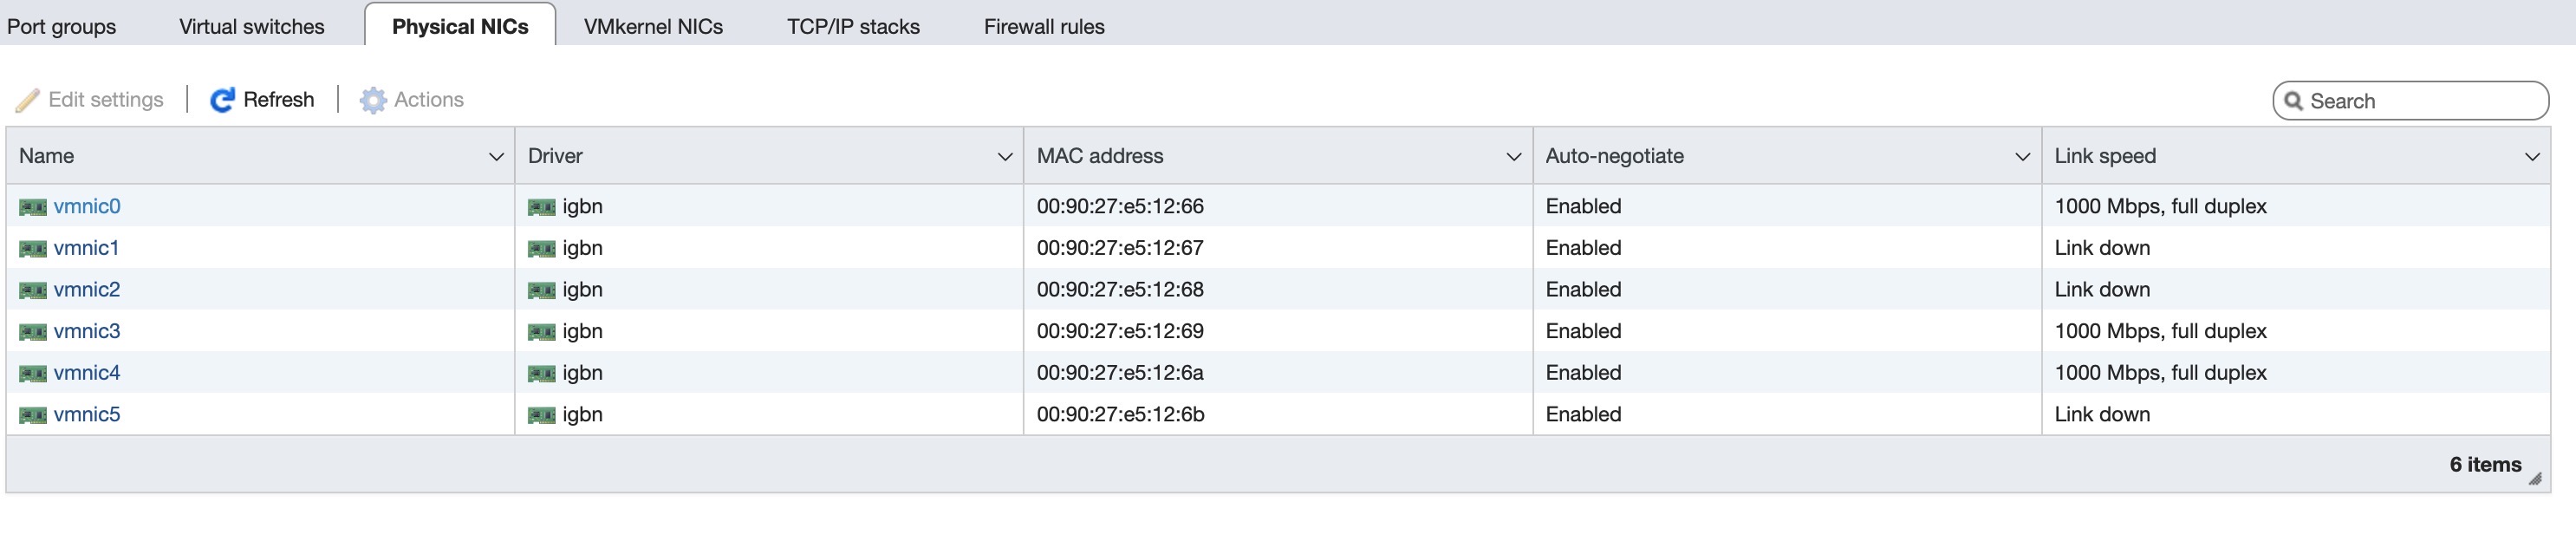 Port groups Virtual switches Physical NICs VMkernel NICs TCP/IP stacks Firewall rules
Edit settings Refresh Actions Search
Name Driver MAC address Auto-negotiate Link speed
vmnic0 igbn 00:90:27:e5:12:66 Enabled 1000 Mbps, full duplex
vmnic1 igbn 00:90:27:e5:12:67 Enabled Link down
vmnic2 igbn 00:90:27:e5:12:68 Enabled Link down
vmnic3 igbn 00:90:27:e5:12:69 Enabled 1000 Mbps, full duplex
vmnic4 igbn 00:90:27:e5:12:6a Enabled 1000 Mbps, full duplex
vmnic5 igbn 00:90:27:e5:12:6b Enabled Link down
6 items